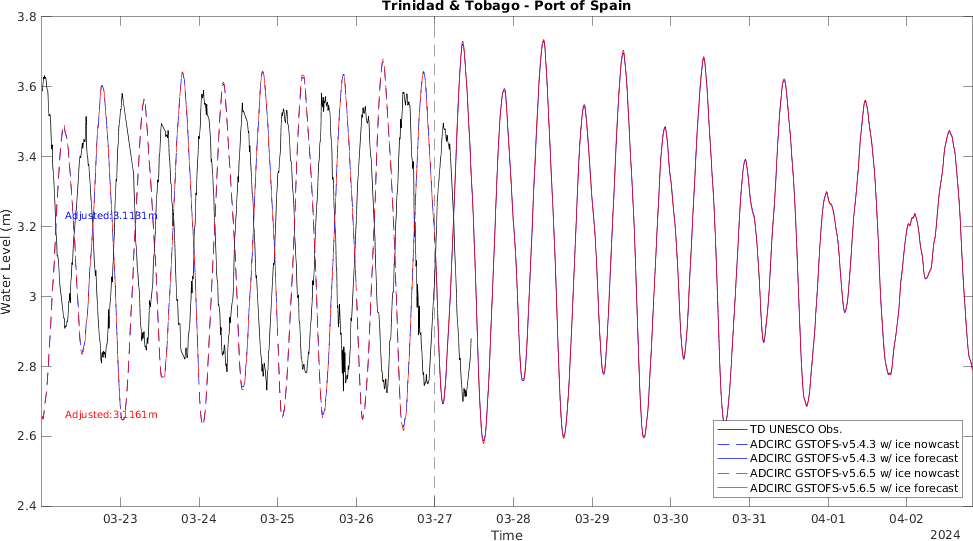 Trinidad & Tobago - Port of Spain
3.8
3.6
3.4
3.2
3
2.8
2.6
2.4
Water Level (m)
Adjusted:3.1131m
Adjusted:3.1161m
TD UNESCO Obs.
ADCIRC GSTOFS-v5.4.3 w/ ice nowcast
ADCIRC GSTOFS-v5.4.3 w/ ice forecast
ADCIRC GSTOFS-v5.6.5 w/ ice nowcast
ADCIRC GSTOFS-v5.6.5 w/ ice forecast
03-23 03-24 03-25 03-26 03-27 03-28 03-29 03-30 03-31 04-01 04-02
Time
2024